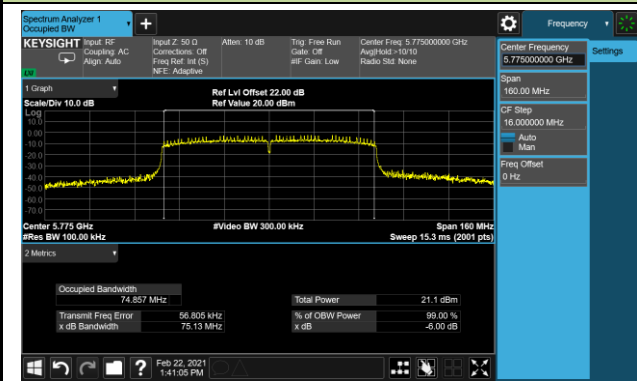 Spectrum Analyzer 1
Occupied BW
+
Frequency
KEYSIGHT
Input: RF
Coupling: AC
Align: Auto
Input Z: 50 Ω
Corrections: Off
Freq Ref: Int (S)
NFE: Adaptive
Atten: 10 dB
Trig: Free Run
Gate: Off
#IF Gain: Low
Center Freq: 5.775000000 GHz
Avg|Hold:>10/10
Radio Std: None
Center Frequency
5.775000000 GHz
Settings
Span
160.00 MHz
CF Step
16.000000 MHz
Auto
Man
Freq Offset
0 Hz
1 Graph
Scale/Div 10.0 dB
Ref Lvl Offset 22.00 dB
Ref Value 20.00 dBm
Log
10.0
0.00
-10.0
-20.0
-30.0
-40.0
-50.0
-60.0
-70.0
Center 5.775 GHz
#Res BW 100.00 kHz
#Video BW 300.00 kHz
Span 160 MHz
Sweep 15.3 ms (2001 pts)
2 Metrics
Occupied Bandwidth
74.857 MHz
Total Power 21.1 dBm
Transmit Freq Error 56.805 kHz
% of OBW Power 99.00 %
x dB Bandwidth 75.13 MHz
x dB -6.00 dB
?
Feb 22, 2021
1:41:05 PM